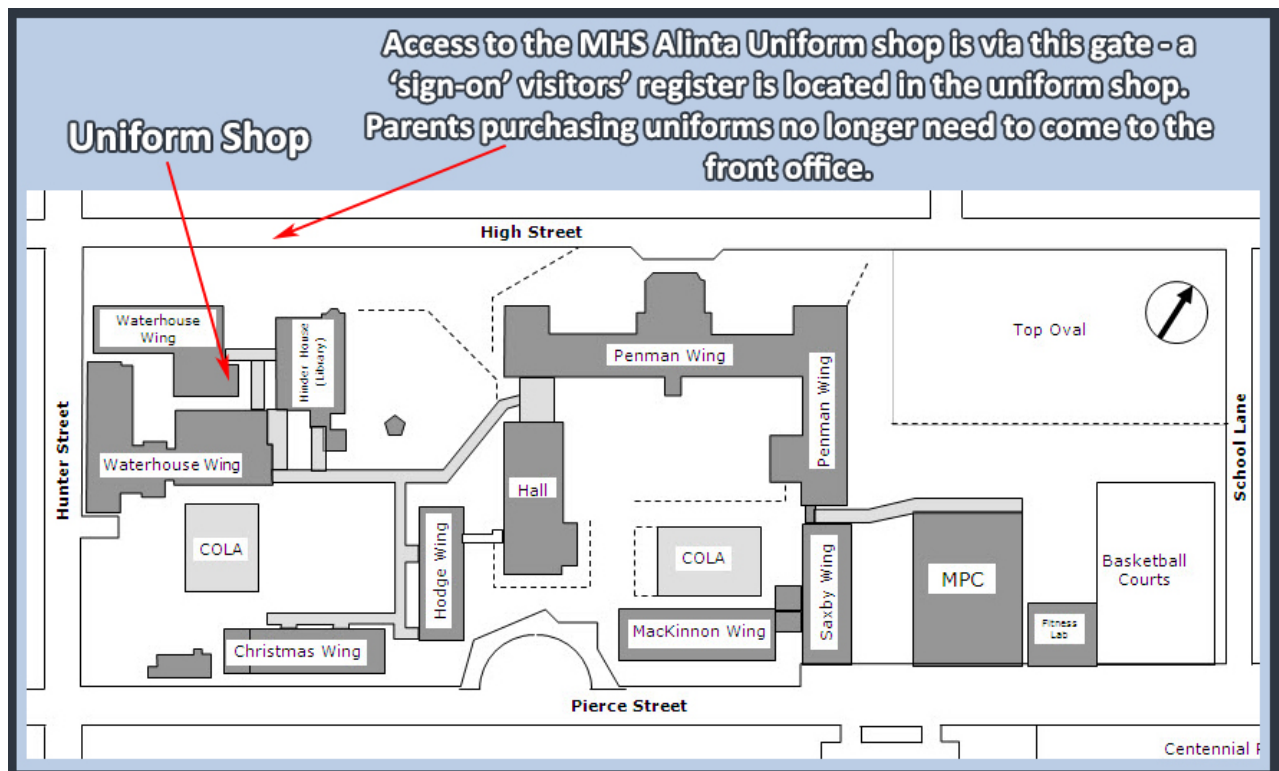 Access to the MHS Alinta Uniform shop is via this gate - a
‘sign-on’ visitors’ register is located in the uniform shop.
Parents purchasing uniforms no longer need to come to the
front office.
Uniform Shop
High Street
Waterhouse
Wing
Hinder House
(Library)
Penman Wing
Top Oval
Penman Wing
Hunter Street
School Lane
Waterhouse Wing
Hall
COLA
Hodge Wing
COLA
Saxby Wing
MPC
Basketball
Courts
Fitness
Lab
MacKinnon Wing
Christmas Wing
Pierce Street
Centennial